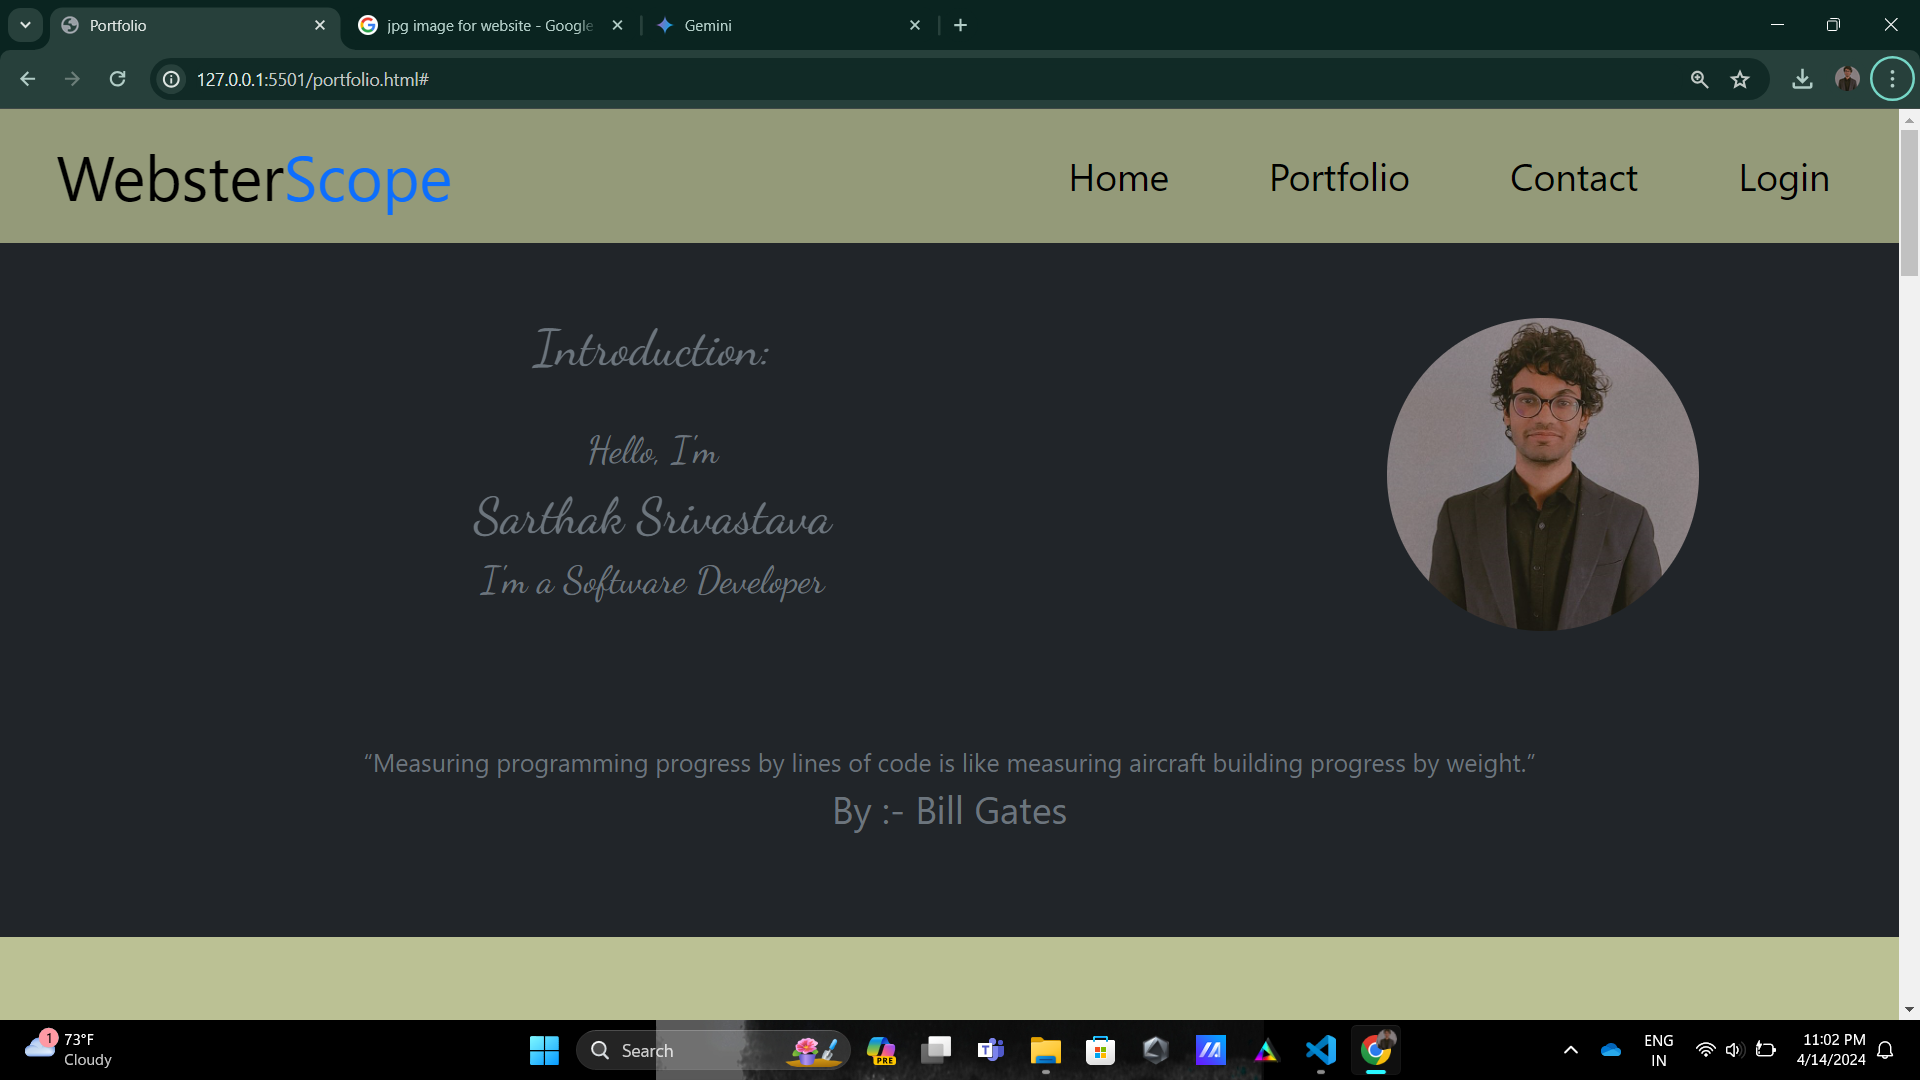 Portfolio
jpg image for website - Google
Gemini
127.0.0.1:5501/portfolio.html#
WebsterScope
Home
Portfolio
Contact
Login
Introduction:
Hello, I'm
Sarthak Srivastava
I'm a Software Developer
“Measuring programming progress by lines of code is like measuring aircraft building progress by weight.”
By :- Bill Gates
1
73°F
Cloudy
Search
PRE
ENG
IN
11:02 PM
4/14/2024